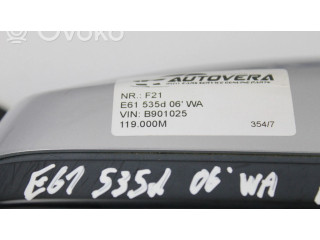 OVOKO
AUTOVERA
NR.: F21
E61 535d 06' WA
VIN: B901025
119.000M
354/7
E61 535d 06' WA